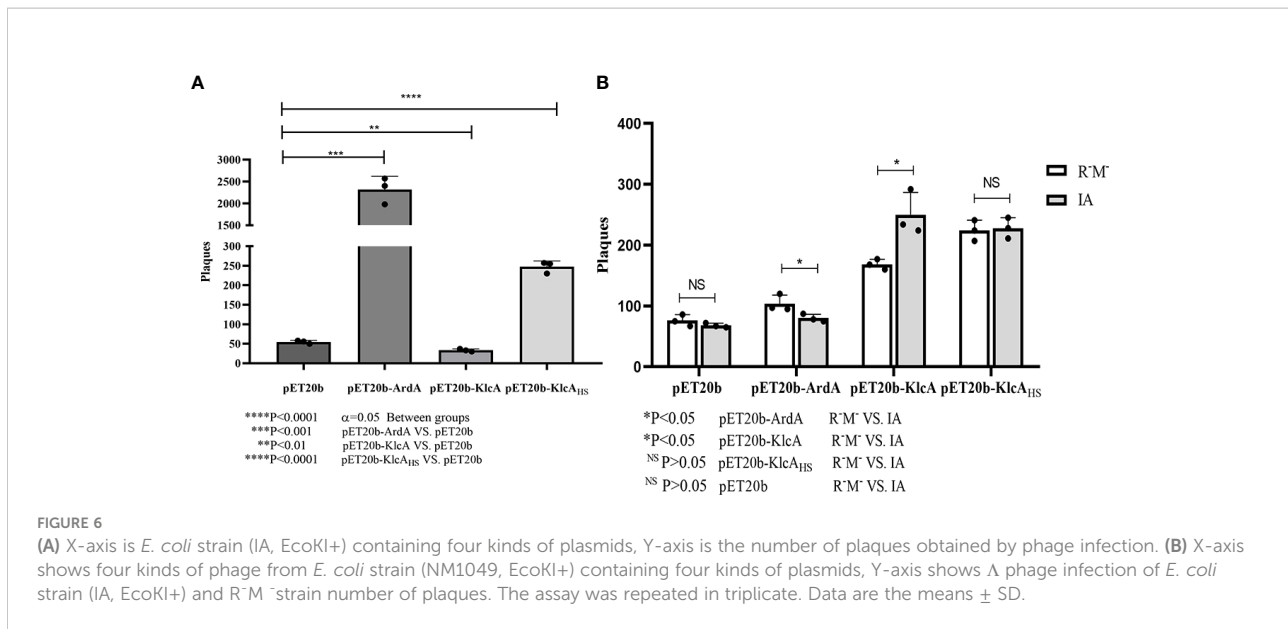 A
****
**
***
3000
2500
2000
1500
250
200
150
100
50
0
Plaques
pET20b pET20b-ArdA pET20b-KlcA pET20b-KlcAHS
****P<0.0001 α=0.05 Between groups
***P<0.001 pET20b-ArdA VS. pET20b
**P<0.01 pET20b-KlcA VS. pET20b
****P<0.0001 pET20b-KlcAHS VS. pET20b
B
400
300
200
100
0
Plaques
NS
*
*
NS
R⁻M⁻
IA
pET20b pET20b-ArdA pET20b-KlcA pET20b-KlcAHS
*P<0.05 pET20b-ArdA R⁻M⁻ VS. IA
*P<0.05 pET20b-KlcA R⁻M⁻ VS. IA
NS P>0.05 pET20b-KlcAHS R⁻M⁻ VS. IA
NS P>0.05 pET20b R⁻M⁻ VS. IA
FIGURE 6
(A) X-axis is E. coli strain (IA, EcoKI+) containing four kinds of plasmids, Y-axis is the number of plaques obtained by phage infection. (B) X-axis
shows four kinds of phage from E. coli strain (NM1049, EcoKI+) containing four kinds of plasmids, Y-axis shows Λ phage infection of E. coli
strain (IA, EcoKI+) and R⁻M ⁻strain number of plaques. The assay was repeated in triplicate. Data are the means ± SD.